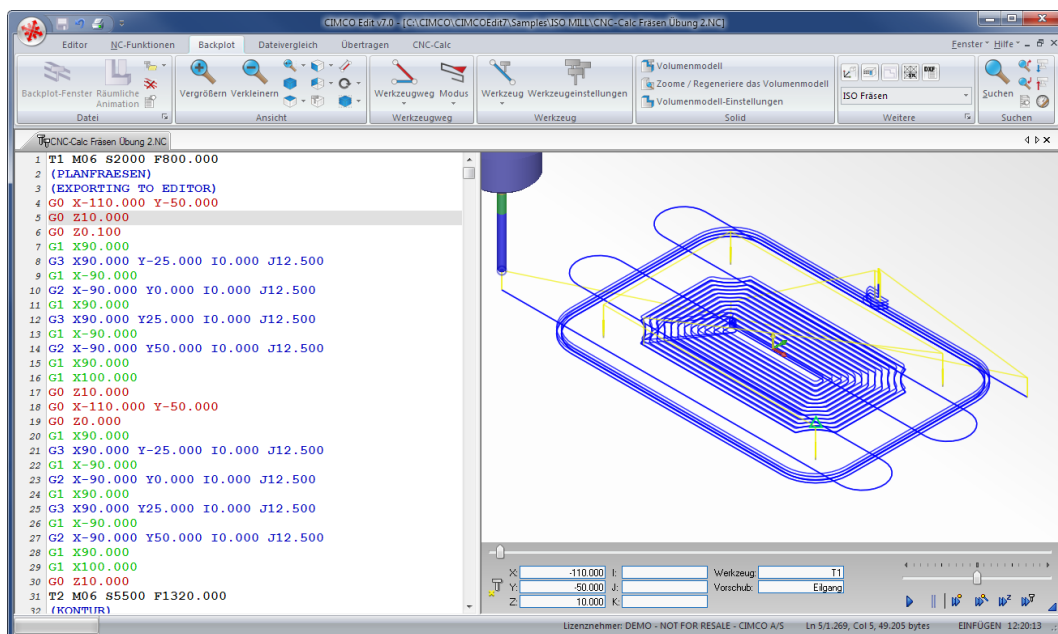 CIMCO Edit v7.0 - [C:\CIMCO\CIMCOEdit7\Samples\ISO MILL\CNC-Calc Fräsen Übung 2.NC]
Editor NC-Funktionen Backplot Dateivergleich Übertragen CNC-Calc Fenster Hilfe
Backplot-Fenster Räumliche Animation
Vergrößern Verkleinern
Werkzeugweg Modus
Werkzeug Werkzeugeinstellungen
Volumenmodell
Zoome / Regeneriere das Volumenmodell
Volumenmodell-Einstellungen
DXF
ISO Fräsen
Suchen
Datei Ansicht Werkzeugweg Werkzeug Solid Weitere Suchen
CNC-Calc Fräsen Übung 2.NC
1 T1 M06 S2000 F800.000
2 (PLANFRAESEN)
3 (EXPORTING TO EDITOR)
4 G0 X-110.000 Y-50.000
5 G0 Z10.000
6 G0 Z0.100
7 G1 X90.000
8 G3 X90.000 Y-25.000 I0.000 J12.500
9 G1 X-90.000
10 G2 X-90.000 Y0.000 I0.000 J12.500
11 G1 X90.000
12 G3 X90.000 Y25.000 I0.000 J12.500
13 G1 X-90.000
14 G2 X-90.000 Y50.000 I0.000 J12.500
15 G1 X90.000
16 G1 X100.000
17 G0 Z10.000
18 G0 X-110.000 Y-50.000
19 G0 Z0.000
20 G1 X90.000
21 G3 X90.000 Y-25.000 I0.000 J12.500
22 G1 X-90.000
23 G2 X-90.000 Y0.000 I0.000 J12.500
24 G1 X90.000
25 G3 X90.000 Y25.000 I0.000 J12.500
26 G1 X-90.000
27 G2 X-90.000 Y50.000 I0.000 J12.500
28 G1 X90.000
29 G1 X100.000
30 G0 Z10.000
31 T2 M06 S5500 F1320.000
32 (KONTUR)
X: -110.000 I: Werkzeug: T1
Y: -50.000 J: Vorschub: Eilgang
Z: 10.000 K:
Lizenznehmer: DEMO - NOT FOR RESALE - CIMCO A/S Ln 5/1.269, Col 5, 49.205 bytes EINFÜGEN 12:20:13